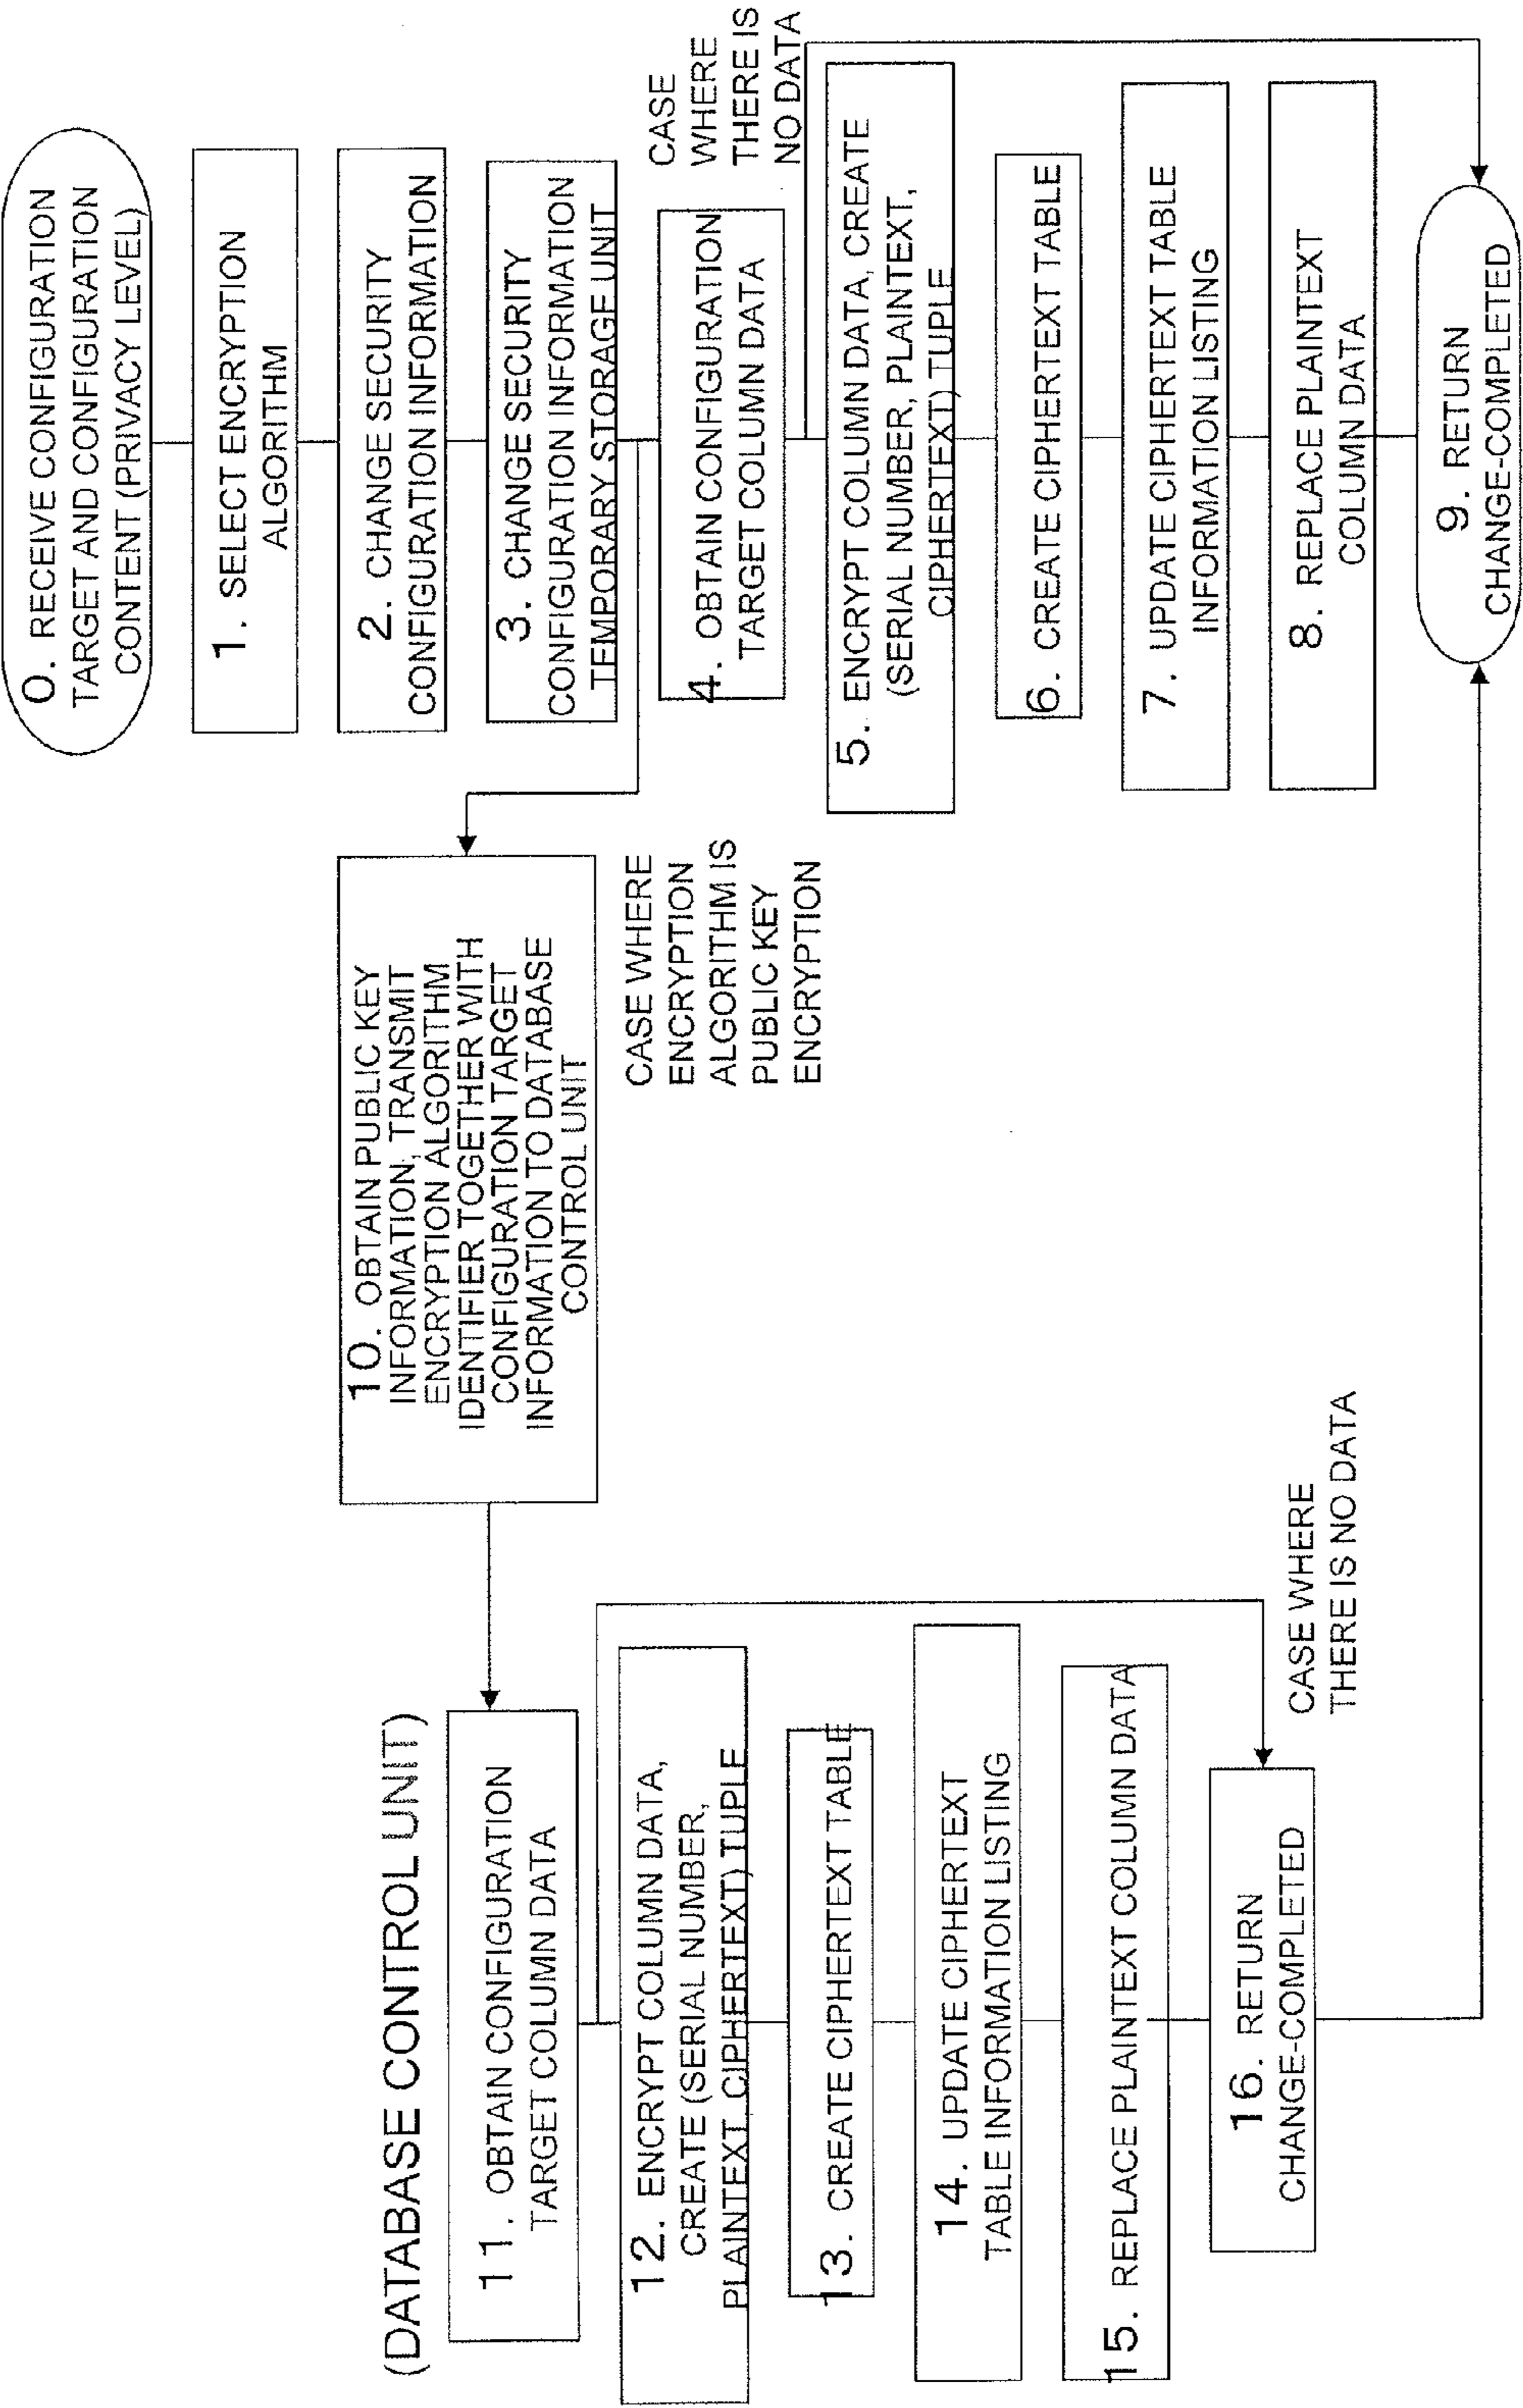 0. RECEIVE CONFIGURATION
TARGET AND CONFIGURATION
CONTENT (PRIVACY LEVEL)
1. SELECT ENCRYPTION
ALGORITHM
2. CHANGE SECURITY
CONFIGURATION INFORMATION
3. CHANGE SECURITY
CONFIGURATION INFORMATION
TEMPORARY STORAGE UNIT
4. OBTAIN CONFIGURATION
TARGET COLUMN DATA
CASE
WHERE
THERE IS
NO DATA
5. ENCRYPT COLUMN DATA, CREATE
(SERIAL NUMBER, PLAINTEXT,
CIPHERTEXT) TUPLE
6. CREATE CIPHERTEXT TABLE
7. UPDATE CIPHERTEXT TABLE
INFORMATION LISTING
8. REPLACE PLAINTEXT
COLUMN DATA
9. RETURN
CHANGE-COMPLETED
10. OBTAIN PUBLIC KEY
INFORMATION, TRANSMIT
ENCRYPTION ALGORITHM
IDENTIFIER TOGETHER WITH
CONFIGURATION TARGET
INFORMATION TO DATABASE
CONTROL UNIT
CASE WHERE
ENCRYPTION
ALGORITHM IS
PUBLIC KEY
ENCRYPTION
(DATABASE CONTROL UNIT)
11. OBTAIN CONFIGURATION
TARGET COLUMN DATA
12. ENCRYPT COLUMN DATA,
CREATE (SERIAL NUMBER,
PLAINTEXT, CIPHERTEXT) TUPLE
13. CREATE CIPHERTEXT TABLE
14. UPDATE CIPHERTEXT
TABLE INFORMATION LISTING
15. REPLACE PLAINTEXT COLUMN DATA
16. RETURN
CHANGE-COMPLETED
CASE WHERE
THERE IS NO DATA